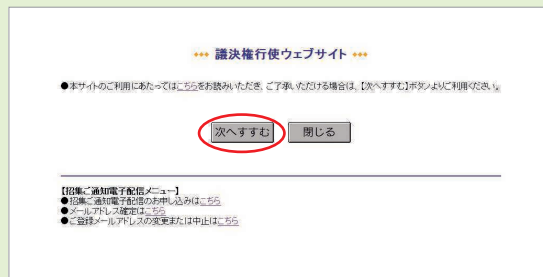 *** 議決権行使ウェブサイト ***
●本サイトのご利用にあたってはこちらをお読みいただき、ご了承いただける場合は、【次へすすむ】ボタンよりご利用ください。
次へすすむ 閉じる
【招集ご通知電子配信メニュー】
●招集ご通知電子配信のお申し込みはこちら
●メールアドレス確定はこちら
●ご登録メールアドレスの変更または中止はこちら